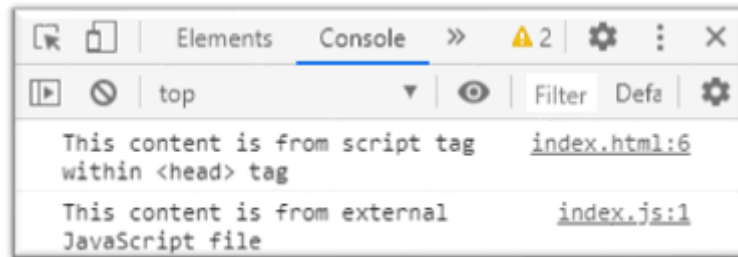 Elements Console » 2
top Filter Defa
This content is from script tag index.html:6
within <head> tag
This content is from external index.js:1
JavaScript file